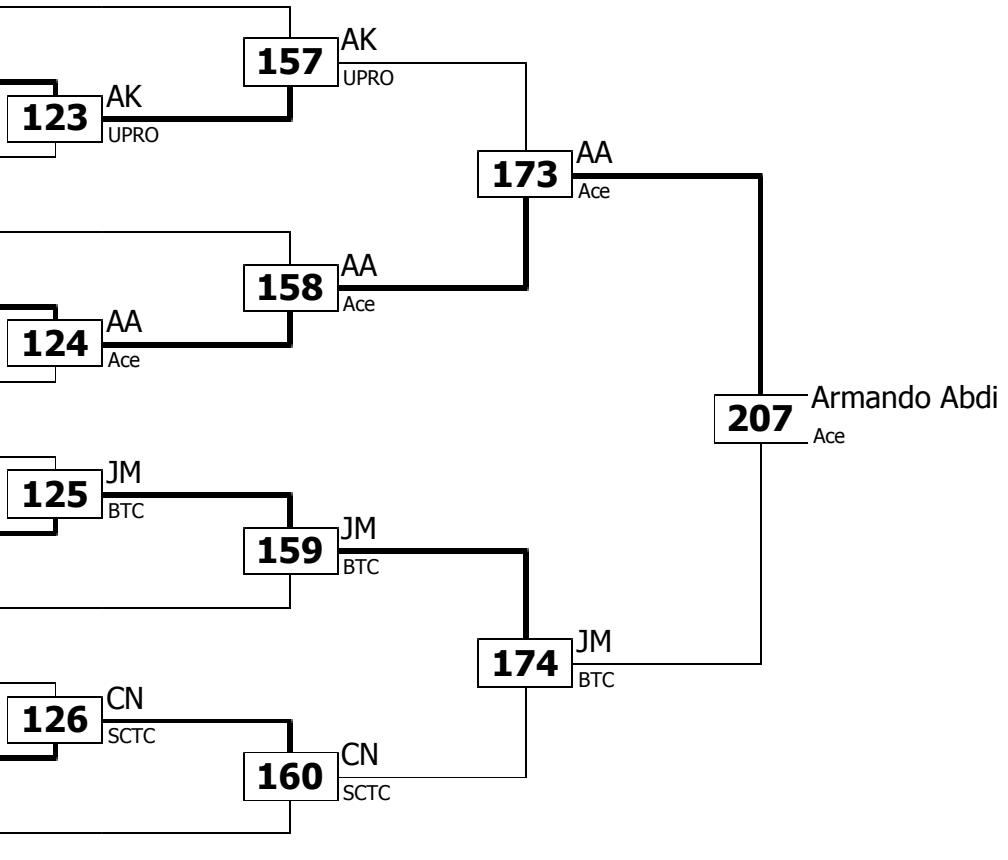 157
AK
UPRO
123
AK
UPRO
173
AA
Ace
158
AA
Ace
124
AA
Ace
207
Armando Abdi
Ace
125
JM
BTC
159
JM
BTC
174
JM
BTC
126
CN
SCTC
160
CN
SCTC